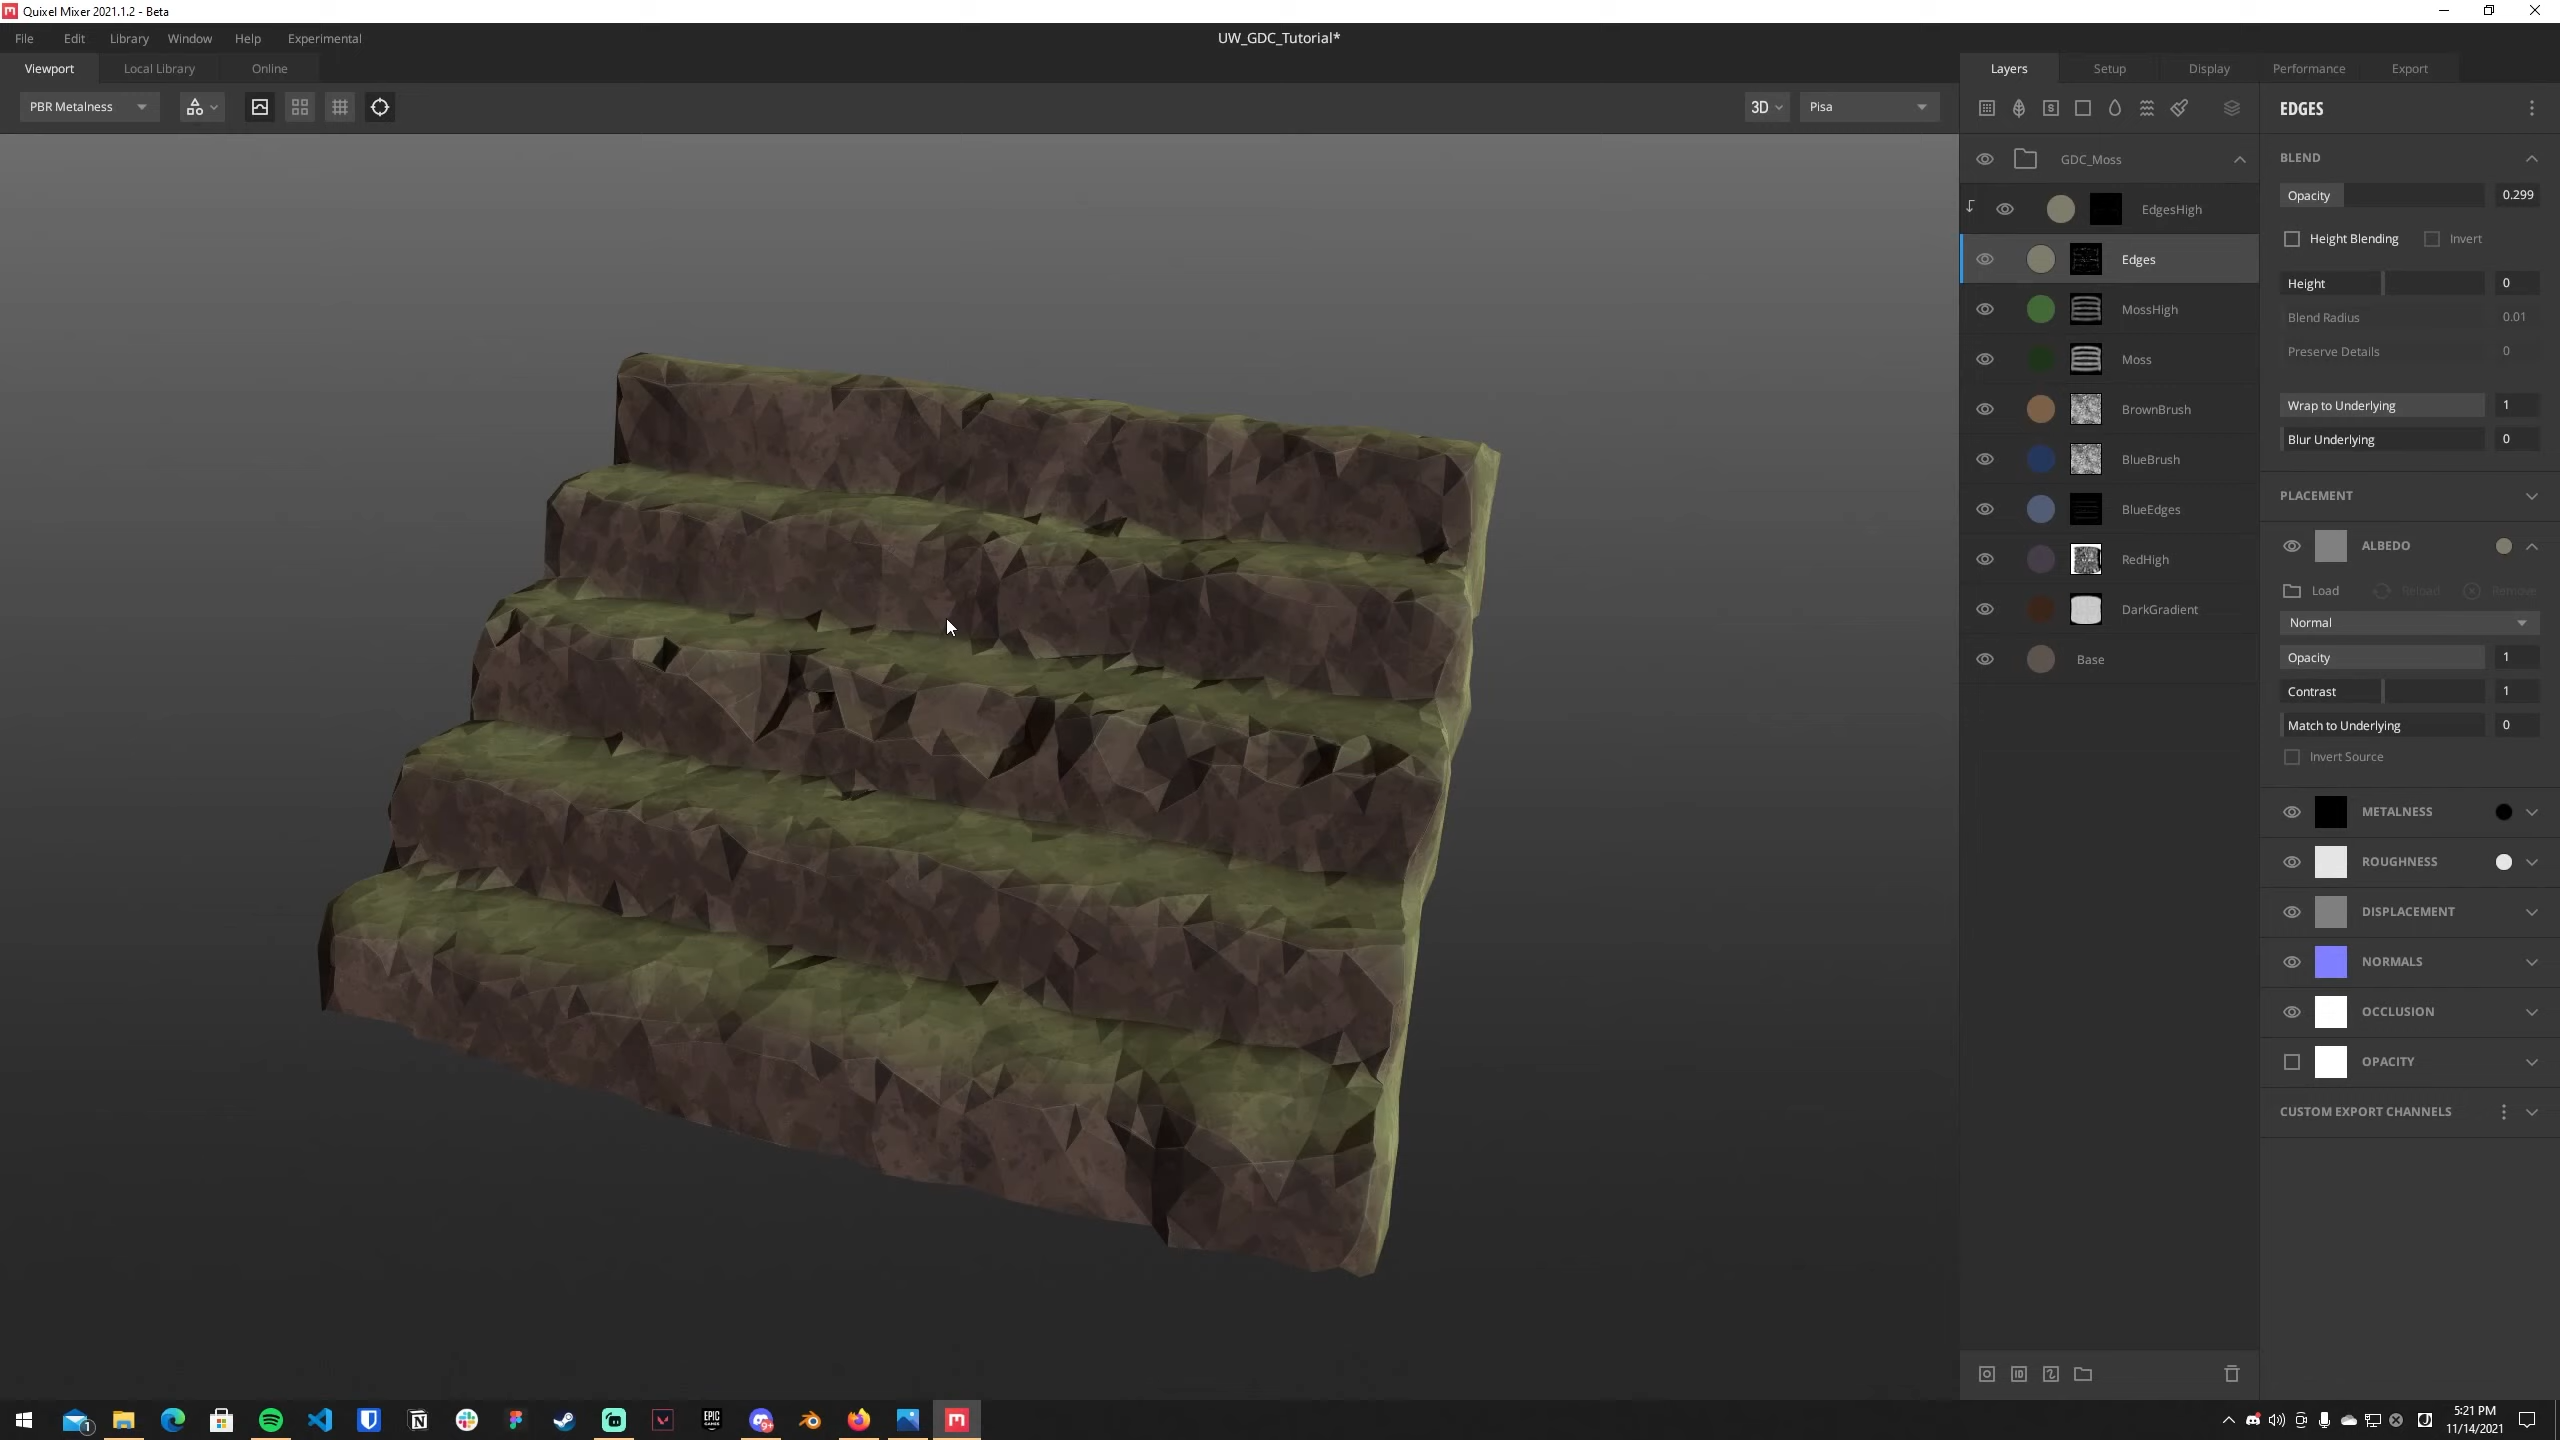 Quixel Mixer 2021.1.2 - Beta
File Edit Library Window Help Experimental
UW_GDC_Tutorial*
Viewport Local Library Online
Layers Setup Display Performance Export
PBR Metalness
3D
Pisa
EDGES
GDC_Moss
EdgesHigh
Edges
MossHigh
Moss
BrownBrush
BlueBrush
BlueEdges
RedHigh
DarkGradient
Base
BLEND
Opacity 0.299
Height Blending Invert
Height 0
Blend Radius 0.01
Preserve Details 0
Wrap to Underlying 1
Blur Underlying 0
PLACEMENT
ALBEDO
Load Reload Remove
Normal
Opacity 1
Contrast 1
Match to Underlying 0
Invert Source
METALNESS
ROUGHNESS
DISPLACEMENT
NORMALS
OCCLUSION
OPACITY
CUSTOM EXPORT CHANNELS
5:21 PM
11/14/2021